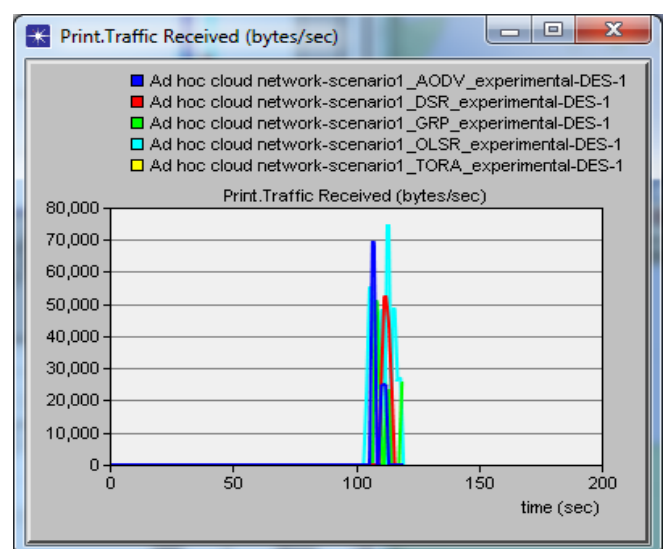 Print.Traffic Received (bytes/sec)
Ad hoc cloud network-scenario1_AODV_experimental-DES-1
Ad hoc cloud network-scenario1_DSR_experimental-DES-1
Ad hoc cloud network-scenario1_GRP_experimental-DES-1
Ad hoc cloud network-scenario1_OLSR_experimental-DES-1
Ad hoc cloud network-scenario1_TORA_experimental-DES-1
Print.Traffic Received (bytes/sec)
80,000
70,000
60,000
50,000
40,000
30,000
20,000
10,000
0
0 50 100 150 200
time (sec)